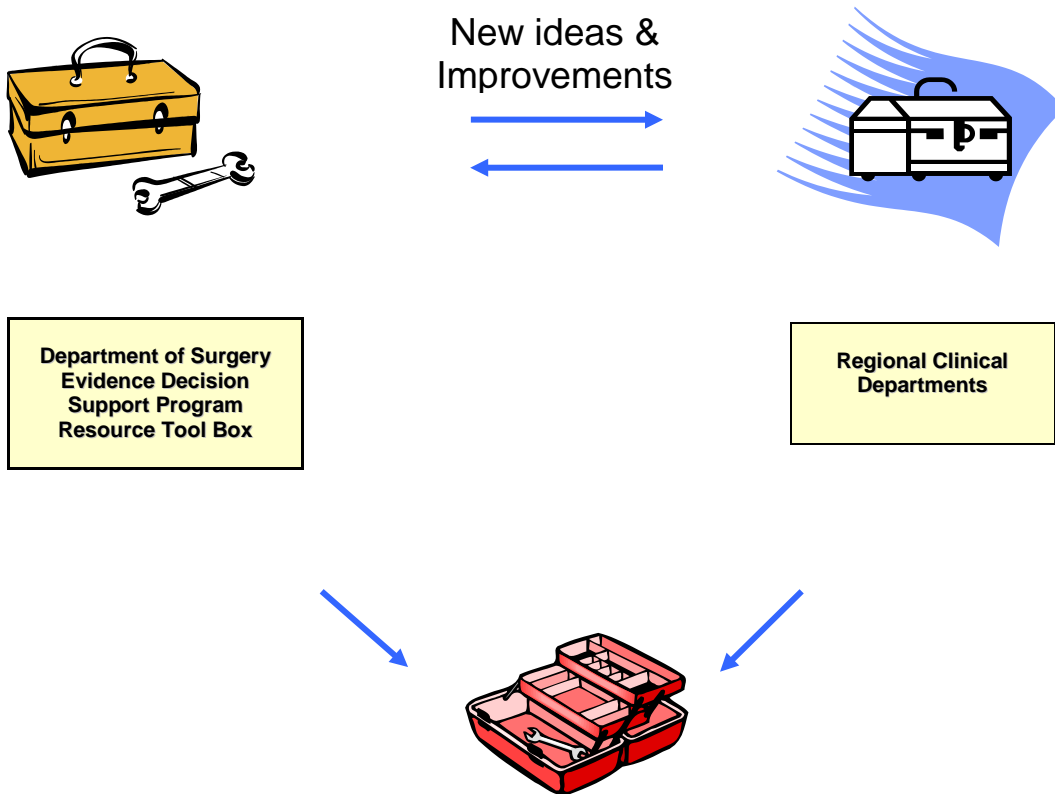 New ideas &
Improvements
Department of Surgery
Evidence Decision
Support Program
Resource Tool Box
Regional Clinical
Departments